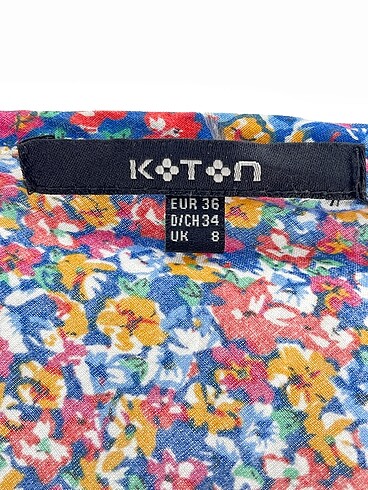 KOTON
EUR 36
D/CH 34
UK 8